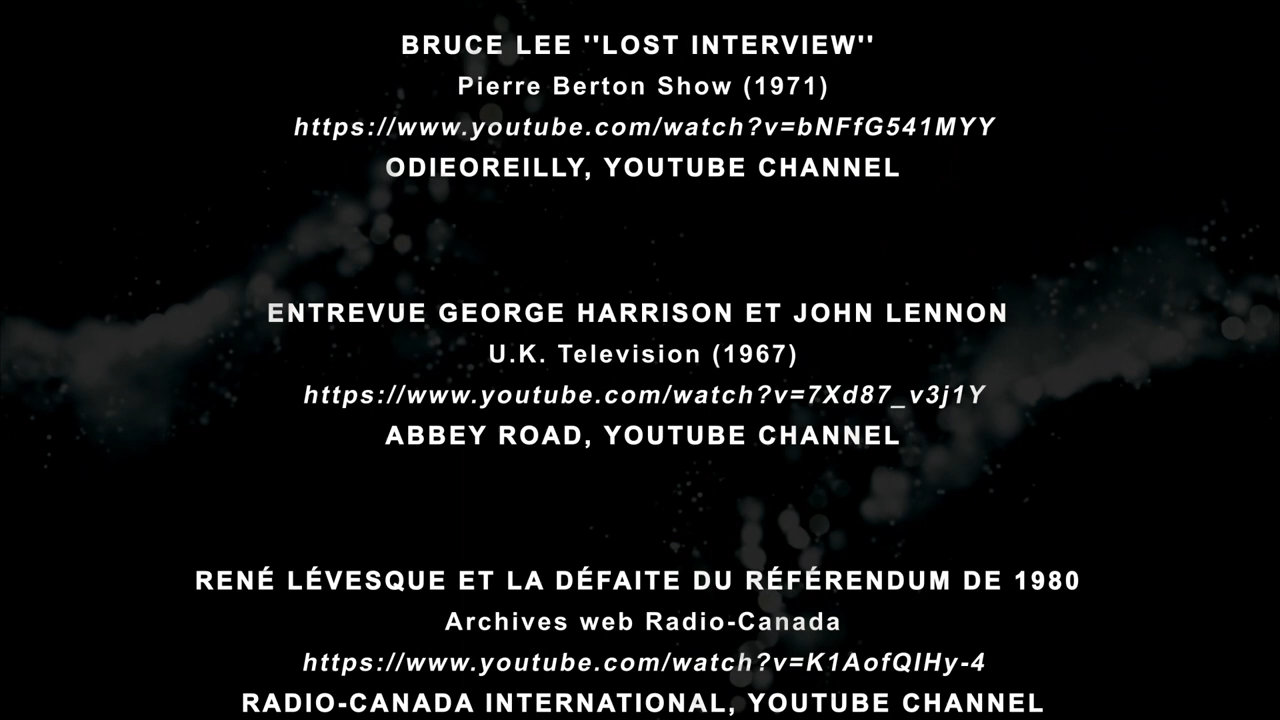 BRUCE LEE ''LOST INTERVIEW''
Pierre Berton Show (1971)
https://www.youtube.com/watch?v=bNFfG541MYY
ODIEOREILLY, YOUTUBE CHANNEL
ENTREVUE GEORGE HARRISON ET JOHN LENNON
U.K. Television (1967)
https://www.youtube.com/watch?v=7Xd87_v3j1Y
ABBEY ROAD, YOUTUBE CHANNEL
RENÉ LÉVESQUE ET LA DÉFAITE DU RÉFÉRENDUM DE 1980
Archives web Radio-Canada
https://www.youtube.com/watch?v=K1AofQIHy-4
RADIO-CANADA INTERNATIONAL, YOUTUBE CHANNEL